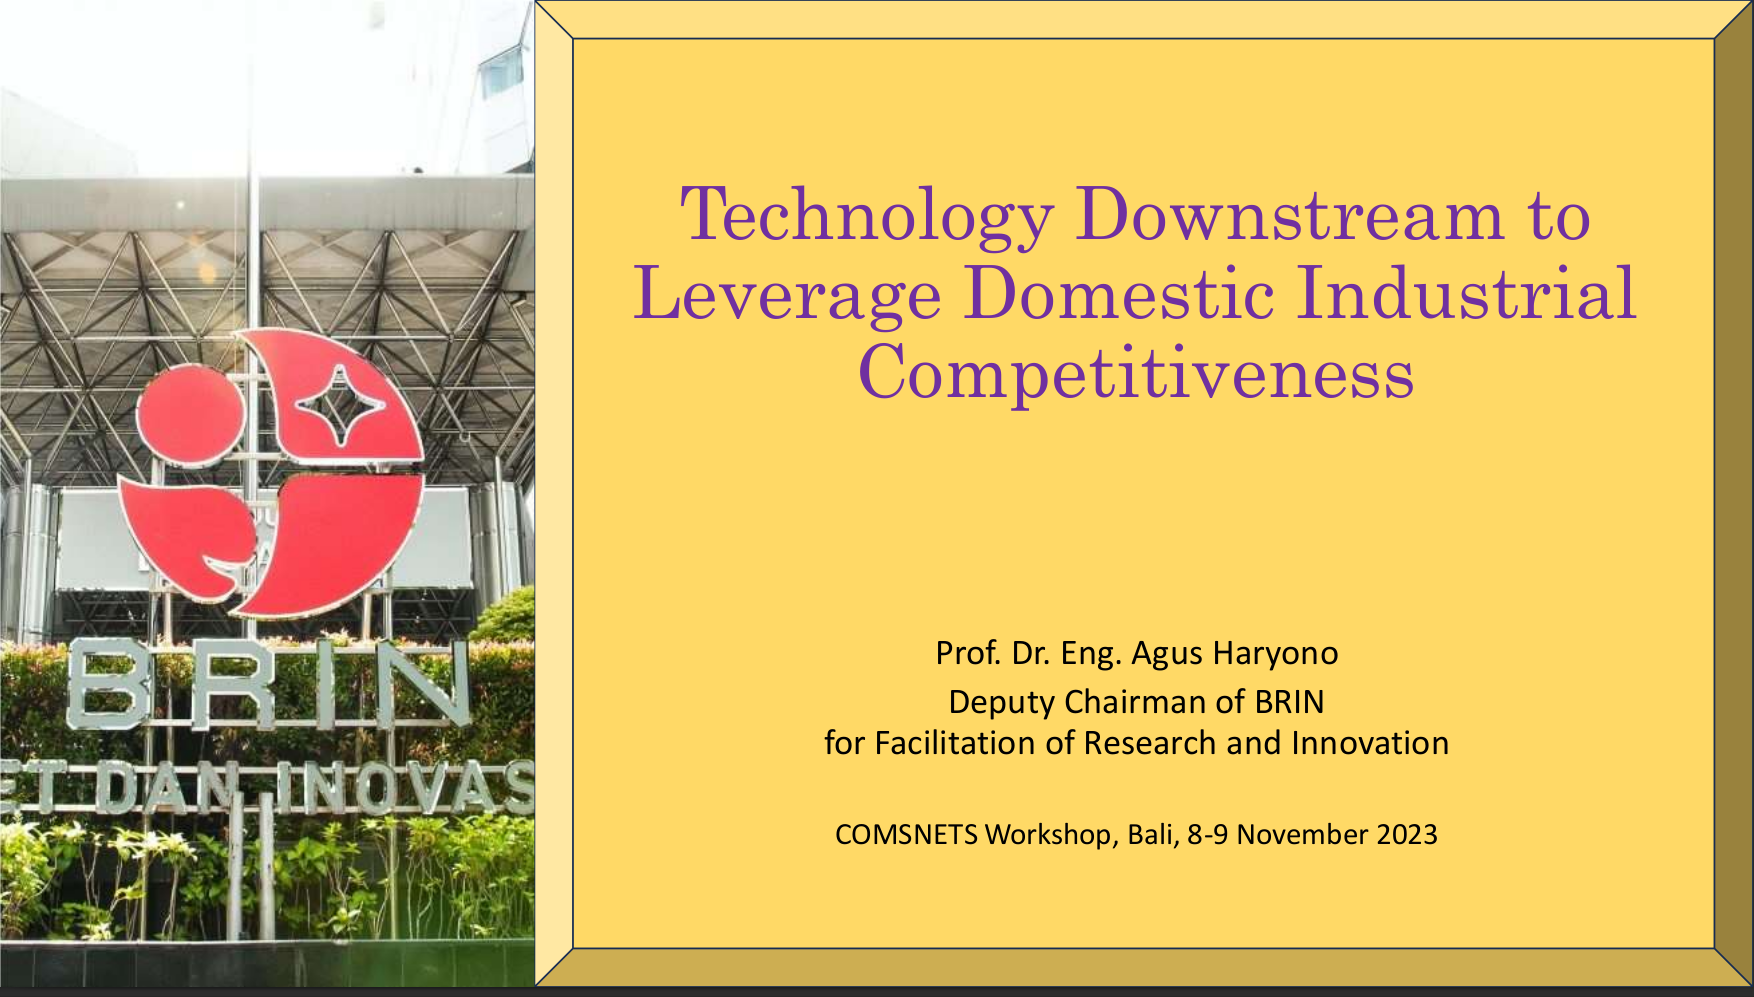 Technology Downstream to
Leverage Domestic Industrial
Competitiveness
Prof. Dr. Eng. Agus Haryono
Deputy Chairman of BRIN
for Facilitation of Research and Innovation
COMSNETS Workshop, Bali, 8-9 November 2023
BRIN
ET DAN INOVAS